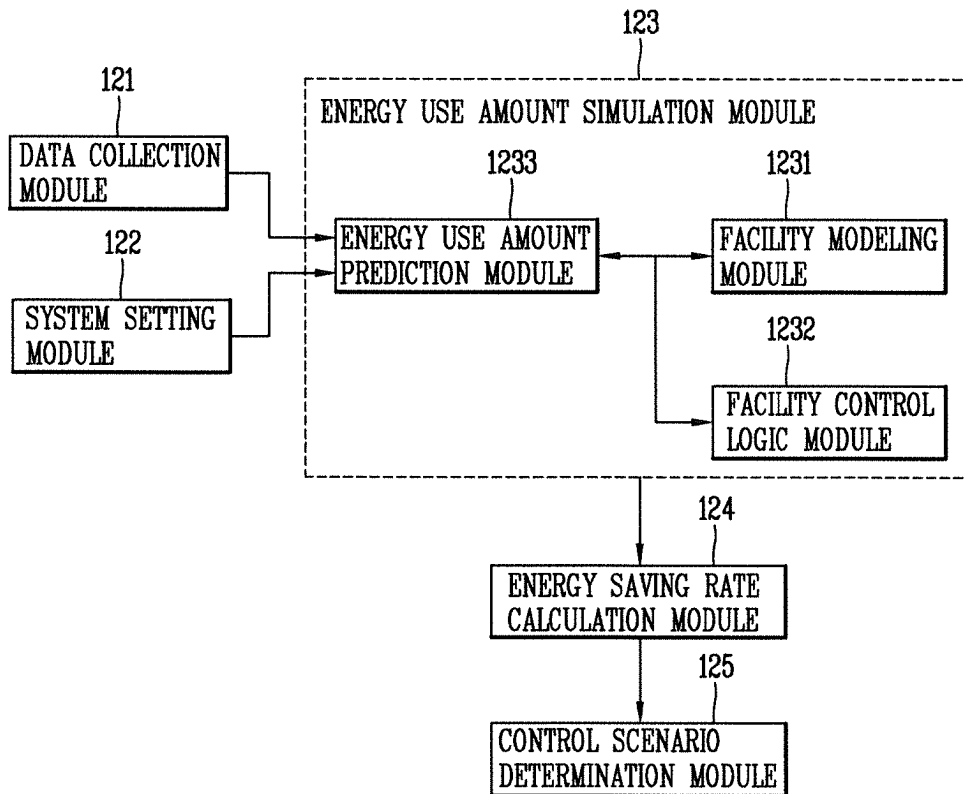 123
121
ENERGY USE AMOUNT SIMULATION MODULE
DATA COLLECTION
MODULE
1233
1231
ENERGY USE AMOUNT
PREDICTION MODULE
FACILITY MODELING
MODULE
122
SYSTEM SETTING
MODULE
1232
FACILITY CONTROL
LOGIC MODULE
124
ENERGY SAVING RATE
CALCULATION MODULE
125
CONTROL SCENARIO
DETERMINATION MODULE